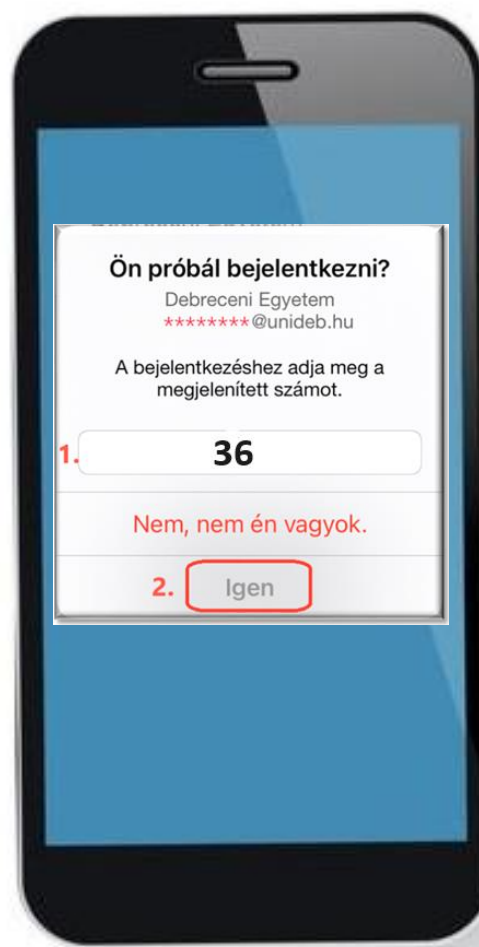 Ön próbál bejelentkezni?
Debreceni Egyetem
********@unideb.hu
A bejelentkezéshez adja meg a
megjelenített számot.
1. 36
Nem, nem én vagyok.
2. Igen